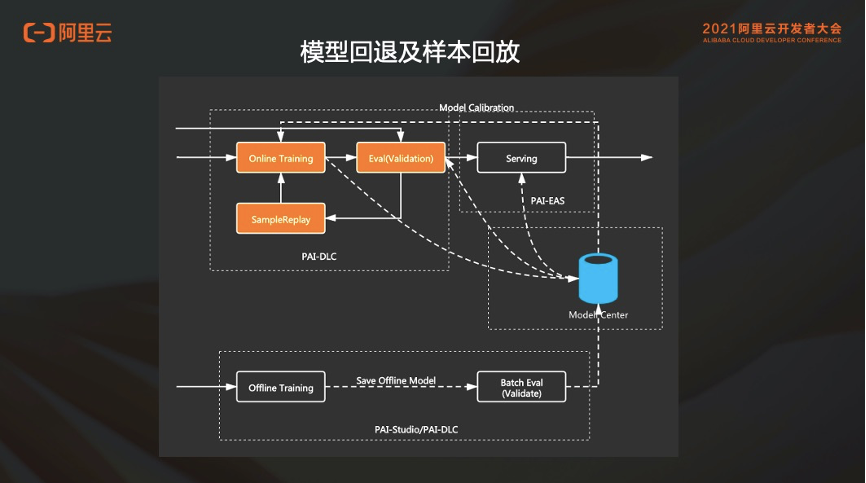 阿里云
2021阿里云开发者大会
ALIBABA CLOUD DEVELOPER CONFERENCE
模型回退及样本回放
Model Calibration
Online Training
Eval(Validation)
Serving
PAI-EAS
SampleReplay
PAI-DLC
Modell Center
Offline Training
Save Offline Model
Batch Eval
(Validate)
PAI-Studio/PAI-DLC